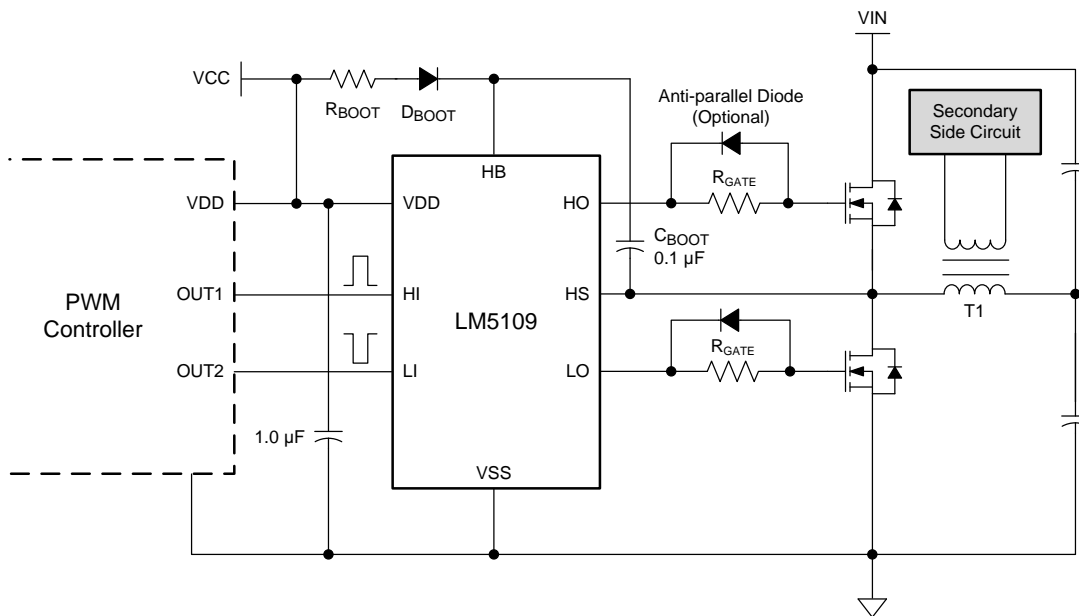 VIN
VCC
RBOOT
DBOOT
Anti-parallel Diode
(Optional)
Secondary
Side Circuit
HB
RGATE
VDD
VDD
HO
CBOOT
0.1 µF
OUT1
HI
HS
PWM
Controller
LM5109
T1
RGATE
OUT2
LI
LO
1.0 µF
VSS